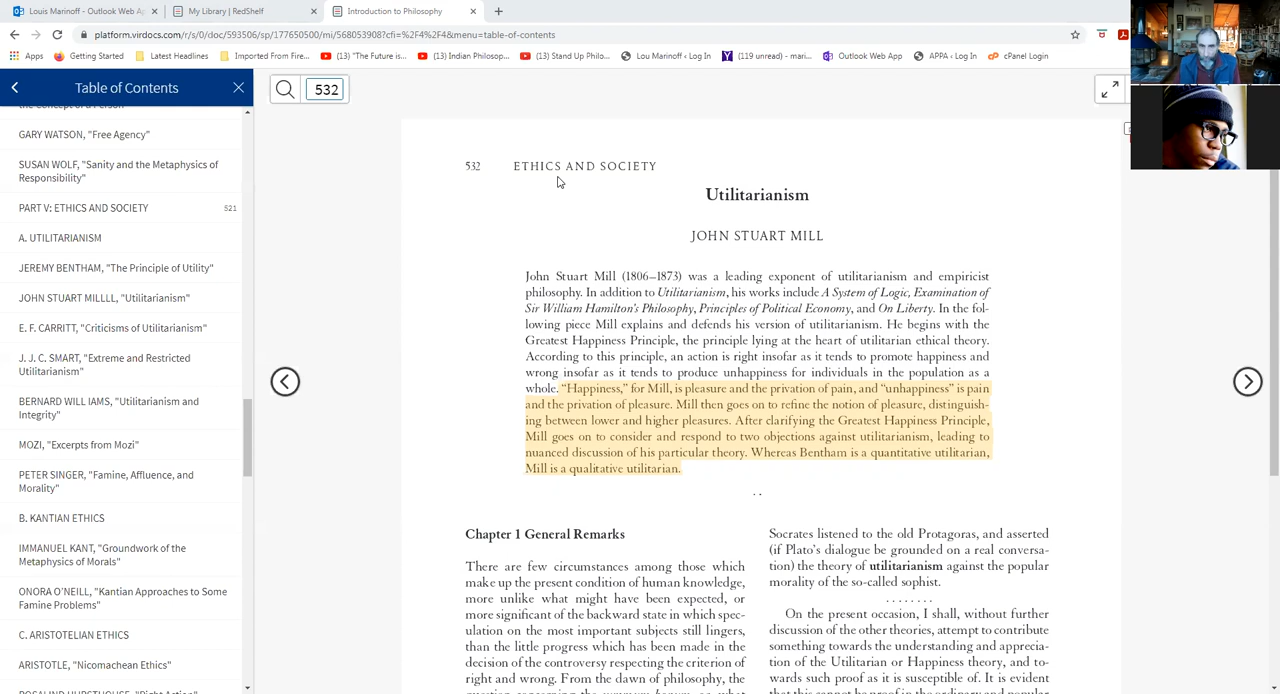 Louis Marinoff - Outlook Web A
My Library | RedShelf
Introduction to Philosophy
platform.virdocs.com/r/s/0/doc/593506/sp/177650500/mi/568053908?cfi=%2F4%2F4&menu=table-of-contents
Apps Getting Started Latest Headlines Imported From Fire... (13) "The Future is... (13) Indian Philosop... (13) Stand Up Philo... Lou Marinoff ‹ Log In (119 unread) - mari... Outlook Web App APPA ‹ Log In cPanel Login
Table of Contents
the Concept of a Person
GARY WATSON, "Free Agency"
SUSAN WOLF, "Sanity and the Metaphysics of
Responsibility"
PART V: ETHICS AND SOCIETY 521
A. UTILITARIANISM
JEREMY BENTHAM, "The Principle of Utility"
JOHN STUART MILLLL, "Utilitarianism"
E. F. CARRITT, "Criticisms of Utilitarianism"
J. J. C. SMART, "Extreme and Restricted
Utilitarianism"
BERNARD WILL IAMS, "Utilitarianism and
Integrity"
MOZI, "Excerpts from Mozi"
PETER SINGER, "Famine, Affluence, and
Morality"
B. KANTIAN ETHICS
IMMANUEL KANT, "Groundwork of the
Metaphysics of Morals"
ONORA O'NEILL, "Kantian Approaches to Some
Famine Problems"
C. ARISTOTELIAN ETHICS
ARISTOTLE, "Nicomachean Ethics"
532
532 ETHICS AND SOCIETY
Utilitarianism
JOHN STUART MILL
John Stuart Mill (1806–1873) was a leading exponent of utilitarianism and empiricist
philosophy. In addition to Utilitarianism, his works include A System of Logic, Examination of
Sir William Hamilton's Philosophy, Principles of Political Economy, and On Liberty. In the fol-
lowing piece Mill explains and defends his version of utilitarianism. He begins with the
Greatest Happiness Principle, the principle lying at the heart of utilitarian ethical theory.
According to this principle, an action is right insofar as it tends to promote happiness and
wrong insofar as it tends to produce unhappiness for individuals in the population as a
whole. "Happiness," for Mill, is pleasure and the privation of pain, and "unhappiness" is pain
and the privation of pleasure. Mill then goes on to refine the notion of pleasure, distinguish-
ing between lower and higher pleasures. After clarifying the Greatest Happiness Principle,
Mill goes on to consider and respond to two objections against utilitarianism, leading to
nuanced discussion of his particular theory. Whereas Bentham is a quantitative utilitarian,
Mill is a qualitative utilitarian.
Chapter 1 General Remarks
There are few circumstances among those which
make up the present condition of human knowledge,
more unlike what might have been expected, or
more significant of the backward state in which spec-
ulation on the most important subjects still lingers,
than the little progress which has been made in the
decision of the controversy respecting the criterion of
right and wrong. From the dawn of philosophy, the
Socrates listened to the old Protagoras, and asserted
(if Plato's dialogue be grounded on a real conversa-
tion) the theory of utilitarianism against the popular
morality of the so-called sophist.
. . . . . . . .
On the present occasion, I shall, without further
discussion of the other theories, attempt to contribute
something towards the understanding and apprecia-
tion of the Utilitarian or Happiness theory, and to-
wards such proof as it is susceptible of. It is evident